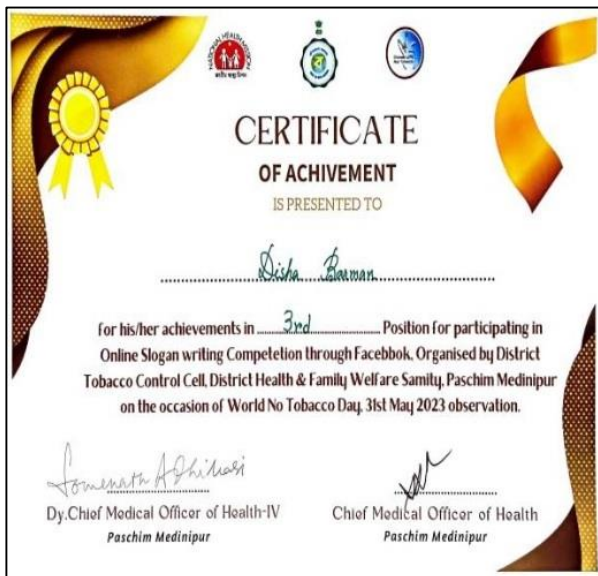 NATIONAL HEALTH MISSION
CERTIFICATE
OF ACHIVEMENT
IS PRESENTED TO
Disha Barman
for his/her achievements in 3rd Position for participating in
Online Slogan writing Competetion through Facebbok. Organised by District
Tobacco Control Cell, District Health & Family Welfare Samity, Paschim Medinipur
on the occasion of World No Tobacco Day, 31st May 2023 observation.
Somenath Adhikari
Dy.Chief Medical Officer of Health-IV
Paschim Medinipur
Chief Medical Officer of Health
Paschim Medinipur